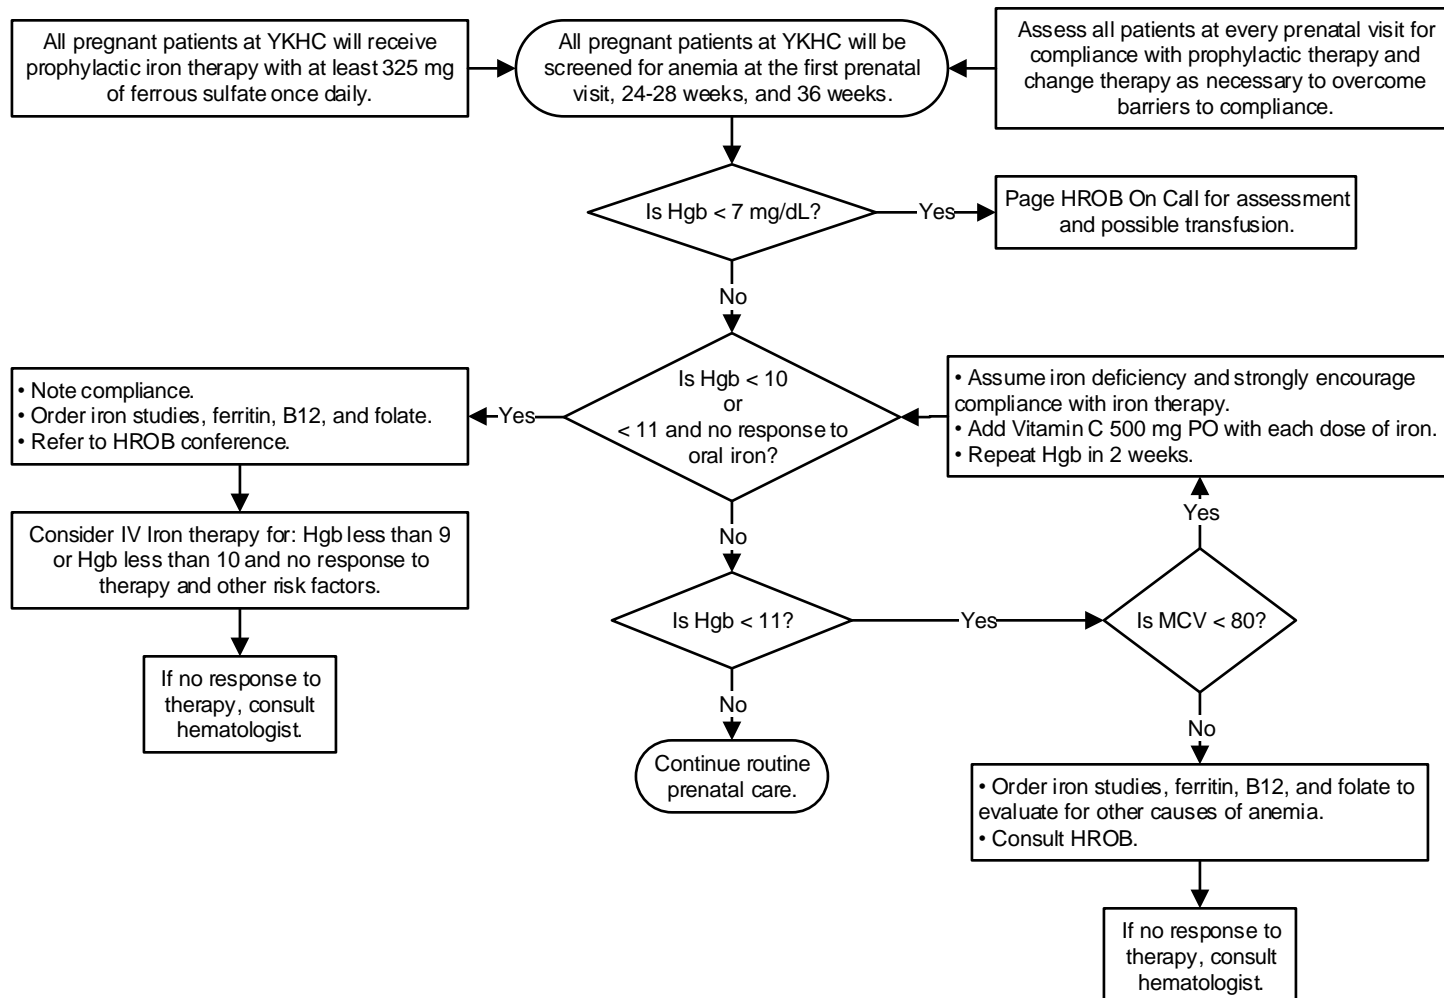 All pregnant patients at YKHC will receive
prophylactic iron therapy with at least 325 mg
of ferrous sulfate once daily.
All pregnant patients at YKHC will be
screened for anemia at the first prenatal
visit, 24-28 weeks, and 36 weeks.
Assess all patients at every prenatal visit for
compliance with prophylactic therapy and
change therapy as necessary to overcome
barriers to compliance.
Is Hgb < 7 mg/dL?
Yes
Page HROB On Call for assessment
and possible transfusion.
No
Is Hgb < 10
or
< 11 and no response to
oral iron?
Yes
• Note compliance.
• Order iron studies, ferritin, B12, and folate.
• Refer to HROB conference.
Consider IV Iron therapy for: Hgb less than 9
or Hgb less than 10 and no response to
therapy and other risk factors.
If no response to
therapy, consult
hematologist.
• Assume iron deficiency and strongly encourage
compliance with iron therapy.
• Add Vitamin C 500 mg PO with each dose of iron.
• Repeat Hgb in 2 weeks.
Yes
No
Is Hgb < 11?
Yes
Is MCV < 80?
No
Continue routine
prenatal care.
No
• Order iron studies, ferritin, B12, and folate to
evaluate for other causes of anemia.
• Consult HROB.
If no response to
therapy, consult
hematologist.